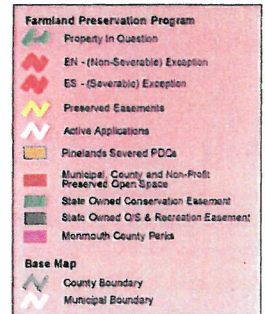 Farmland Preservation Program
Property In Question
EN - (Non-Severable) Exception
ES - (Severable) Exception
Preserved Easements
Active Applications
Pinelands Severed PDCs
Municipal, County and Non-Profit
Preserved Open Space
State Owned Conservation Easement
State Owned O/S & Recreation Easement
Monmouth County Parks
Base Map
County Boundary
Municipal Boundary